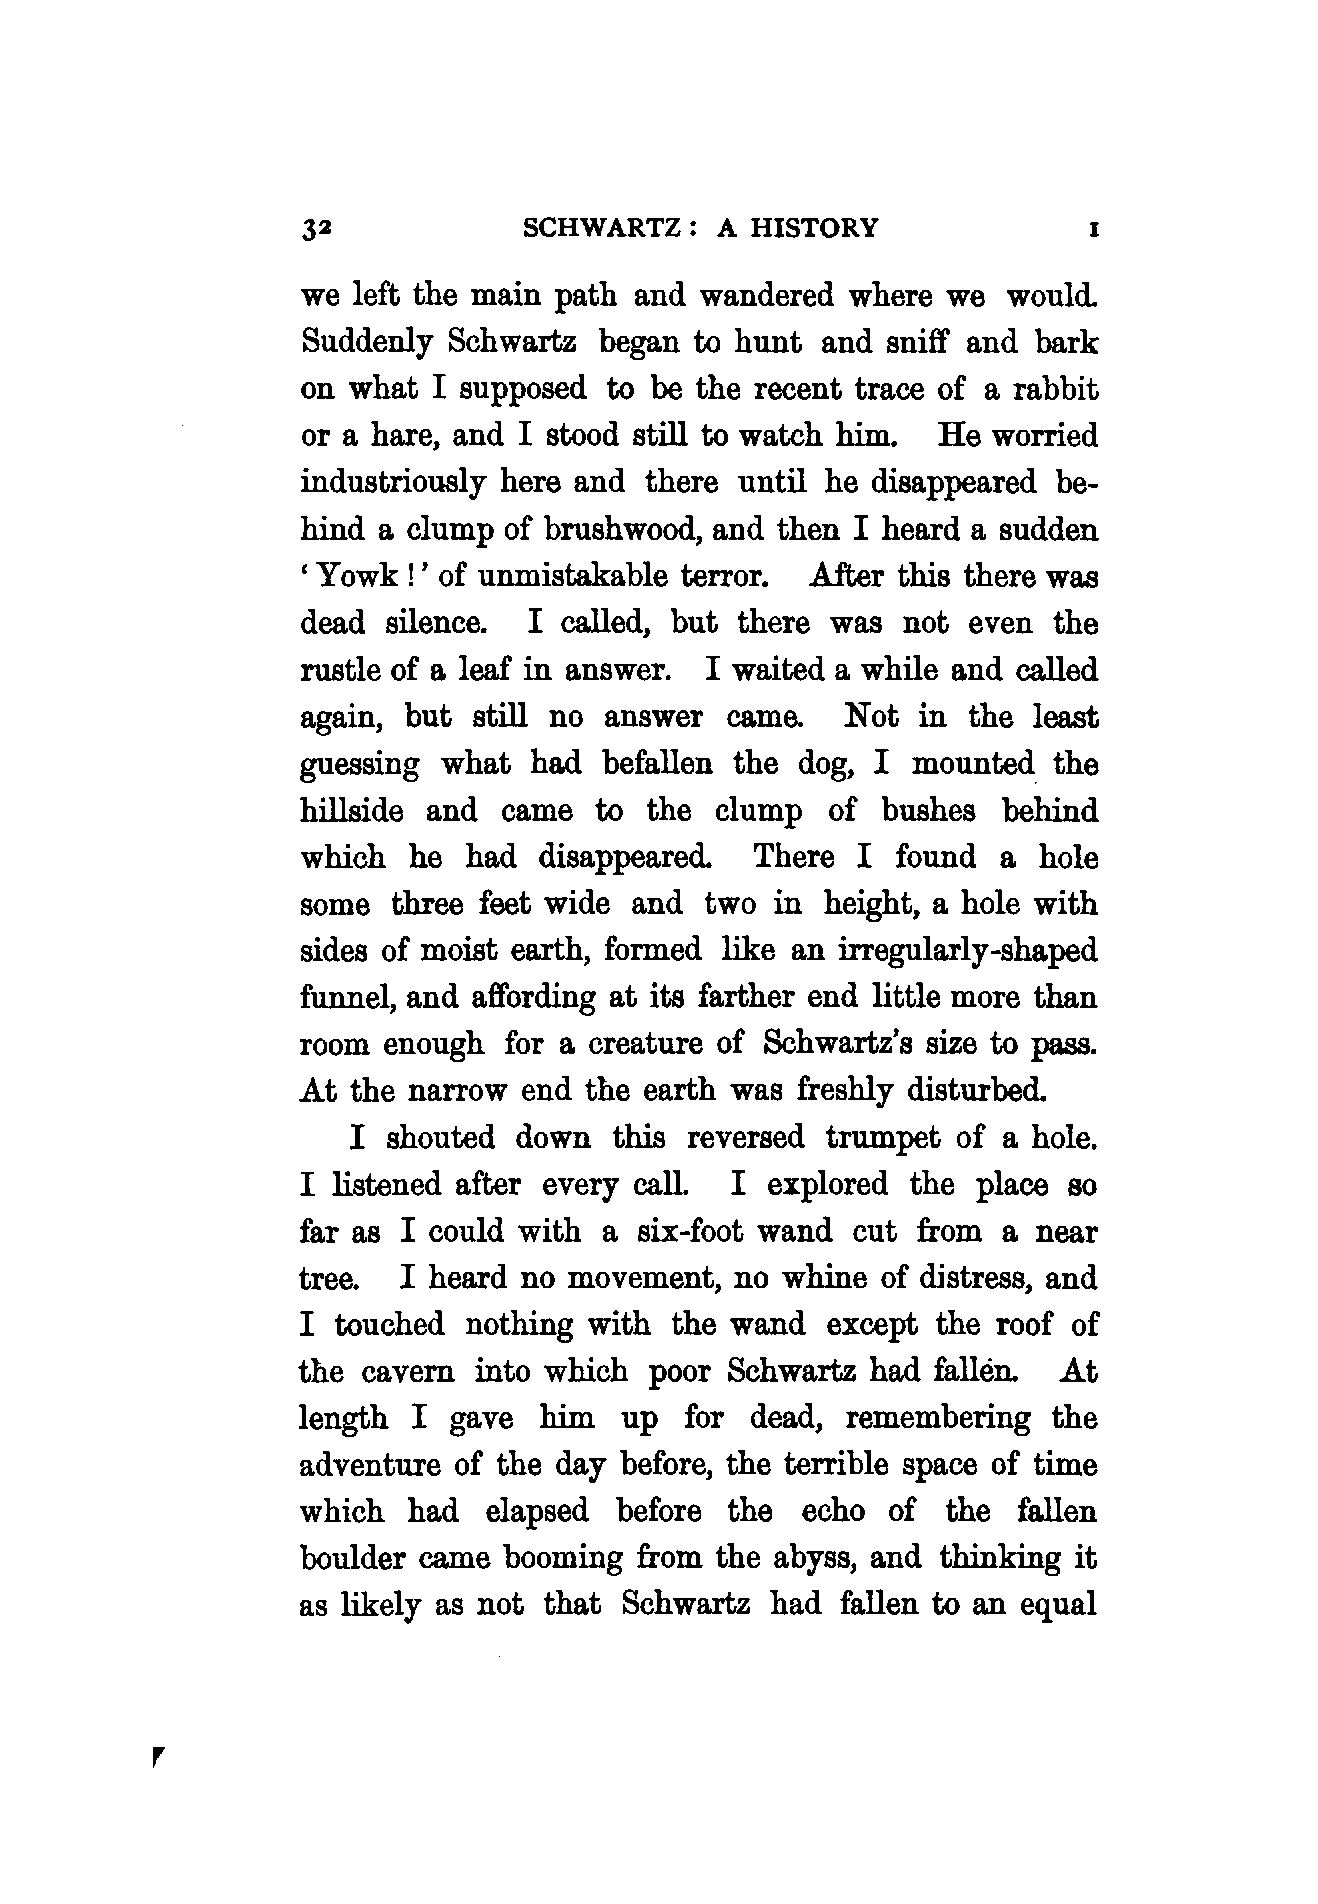 32 SCHWARTZ: A HISTORY I
we left the main path and wandered where we would.
Suddenly Schwartz began to hunt and sniff and bark
on what I supposed to be the recent trace of a rabbit
or a hare, and I stood still to watch him. He worried
industriously here and there until he disappeared be-
hind a clump of brushwood, and then I heard a sudden
‘Yowk!’ of unmistakable terror. After this there was
dead silence. I called, but there was not even the
rustle of a leaf in answer. I waited a while and called
again, but still no answer came. Not in the least
guessing what had befallen the dog, I mounted the
hillside and came to the clump of bushes behind
which he had disappeared. There I found a hole
some three feet wide and two in height, a hole with
sides of moist earth, formed like an irregularly-shaped
funnel, and affording at its farther end little more than
room enough for a creature of Schwartz’s size to pass.
At the narrow end the earth was freshly disturbed.
I shouted down this reversed trumpet of a hole.
I listened after every call. I explored the place so
far as I could with a six-foot wand cut from a near
tree. I heard no movement, no whine of distress, and
I touched nothing with the wand except the roof of
the cavern into which poor Schwartz had fallen. At
length I gave him up for dead, remembering the
adventure of the day before, the terrible space of time
which had elapsed before the echo of the fallen
boulder came booming from the abyss, and thinking it
as likely as not that Schwartz had fallen to an equal